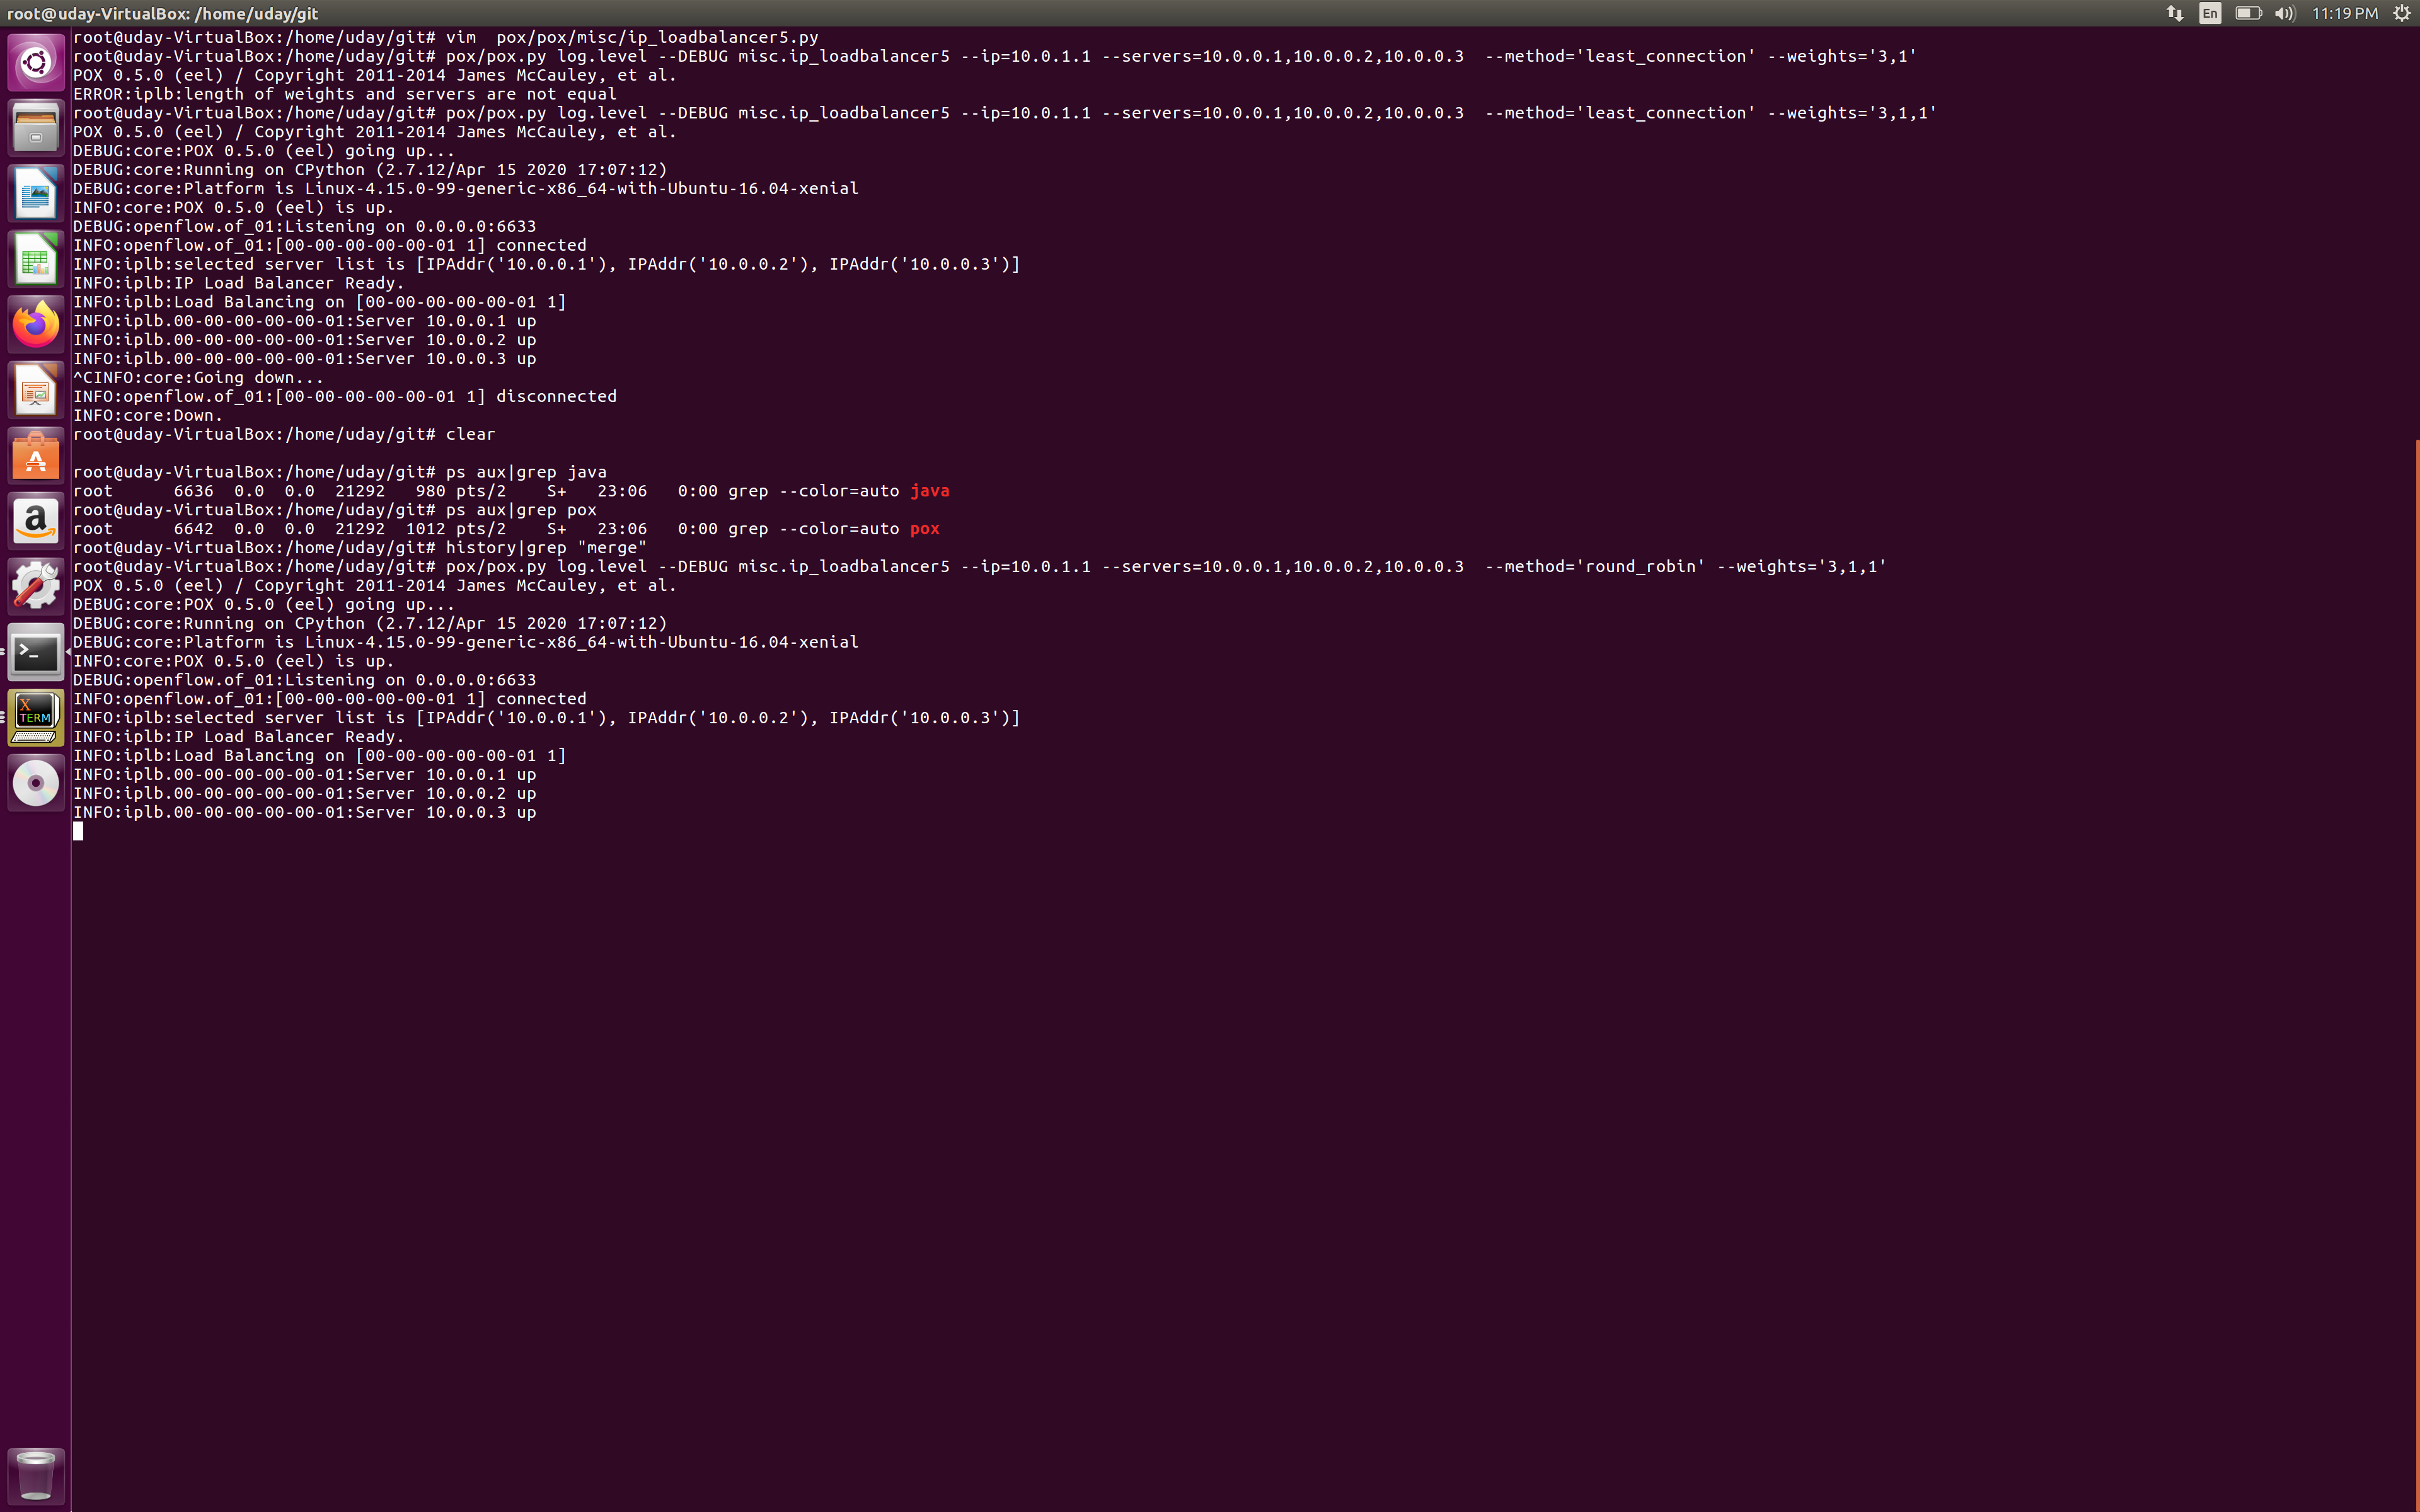 root@uday-VirtualBox: /home/uday/git
En
11:19 PM
root@uday-VirtualBox:/home/uday/git# vim  pox/pox/misc/ip_loadbalancer5.py
root@uday-VirtualBox:/home/uday/git# pox/pox.py log.level --DEBUG misc.ip_loadbalancer5 --ip=10.0.1.1 --servers=10.0.0.1,10.0.0.2,10.0.0.3  --method='least_connection' --weights='3,1'
POX 0.5.0 (eel) / Copyright 2011-2014 James McCauley, et al.
ERROR:iplb:length of weights and servers are not equal
root@uday-VirtualBox:/home/uday/git# pox/pox.py log.level --DEBUG misc.ip_loadbalancer5 --ip=10.0.1.1 --servers=10.0.0.1,10.0.0.2,10.0.0.3  --method='least_connection' --weights='3,1,1'
POX 0.5.0 (eel) / Copyright 2011-2014 James McCauley, et al.
DEBUG:core:POX 0.5.0 (eel) going up...
DEBUG:core:Running on CPython (2.7.12/Apr 15 2020 17:07:12)
DEBUG:core:Platform is Linux-4.15.0-99-generic-x86_64-with-Ubuntu-16.04-xenial
INFO:core:POX 0.5.0 (eel) is up.
DEBUG:openflow.of_01:Listening on 0.0.0.0:6633
INFO:openflow.of_01:[00-00-00-00-00-01 1] connected
INFO:iplb:selected server list is [IPAddr('10.0.0.1'), IPAddr('10.0.0.2'), IPAddr('10.0.0.3')]
INFO:iplb:IP Load Balancer Ready.
INFO:iplb:Load Balancing on [00-00-00-00-00-01 1]
INFO:iplb.00-00-00-00-00-01:Server 10.0.0.1 up
INFO:iplb.00-00-00-00-00-01:Server 10.0.0.2 up
INFO:iplb.00-00-00-00-00-01:Server 10.0.0.3 up
^CINFO:core:Going down...
INFO:openflow.of_01:[00-00-00-00-00-01 1] disconnected
INFO:core:Down.
root@uday-VirtualBox:/home/uday/git# clear
root@uday-VirtualBox:/home/uday/git# ps aux|grep java
root      6636  0.0  0.0  21292   980 pts/2    S+   23:06   0:00 grep --color=auto java
root@uday-VirtualBox:/home/uday/git# ps aux|grep pox
root      6642  0.0  0.0  21292  1012 pts/2    S+   23:06   0:00 grep --color=auto pox
root@uday-VirtualBox:/home/uday/git# history|grep "merge"
root@uday-VirtualBox:/home/uday/git# pox/pox.py log.level --DEBUG misc.ip_loadbalancer5 --ip=10.0.1.1 --servers=10.0.0.1,10.0.0.2,10.0.0.3  --method='round_robin' --weights='3,1,1'
POX 0.5.0 (eel) / Copyright 2011-2014 James McCauley, et al.
DEBUG:core:POX 0.5.0 (eel) going up...
DEBUG:core:Running on CPython (2.7.12/Apr 15 2020 17:07:12)
DEBUG:core:Platform is Linux-4.15.0-99-generic-x86_64-with-Ubuntu-16.04-xenial
INFO:core:POX 0.5.0 (eel) is up.
DEBUG:openflow.of_01:Listening on 0.0.0.0:6633
INFO:openflow.of_01:[00-00-00-00-00-01 1] connected
INFO:iplb:selected server list is [IPAddr('10.0.0.1'), IPAddr('10.0.0.2'), IPAddr('10.0.0.3')]
INFO:iplb:IP Load Balancer Ready.
INFO:iplb:Load Balancing on [00-00-00-00-00-01 1]
INFO:iplb.00-00-00-00-00-01:Server 10.0.0.1 up
INFO:iplb.00-00-00-00-00-01:Server 10.0.0.2 up
INFO:iplb.00-00-00-00-00-01:Server 10.0.0.3 up
X
TERM